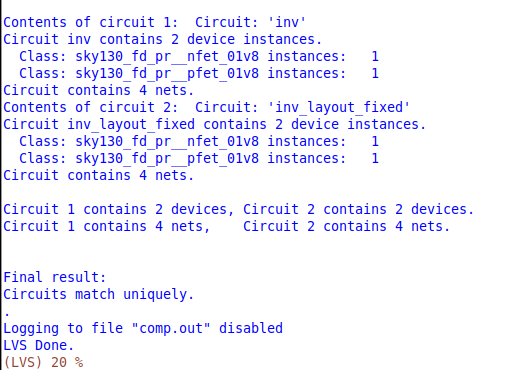 Contents of circuit 1:  Circuit: 'inv'
Circuit inv contains 2 device instances.
  Class: sky130_fd_pr__nfet_01v8 instances:   1
  Class: sky130_fd_pr__pfet_01v8 instances:   1
Circuit contains 4 nets.
Contents of circuit 2:  Circuit: 'inv_layout_fixed'
Circuit inv_layout_fixed contains 2 device instances.
  Class: sky130_fd_pr__nfet_01v8 instances:   1
  Class: sky130_fd_pr__pfet_01v8 instances:   1
Circuit contains 4 nets.

Circuit 1 contains 2 devices, Circuit 2 contains 2 devices.
Circuit 1 contains 4 nets,    Circuit 2 contains 4 nets.


Final result:
Circuits match uniquely.
.
Logging to file "comp.out" disabled
LVS Done.
(LVS) 20 %